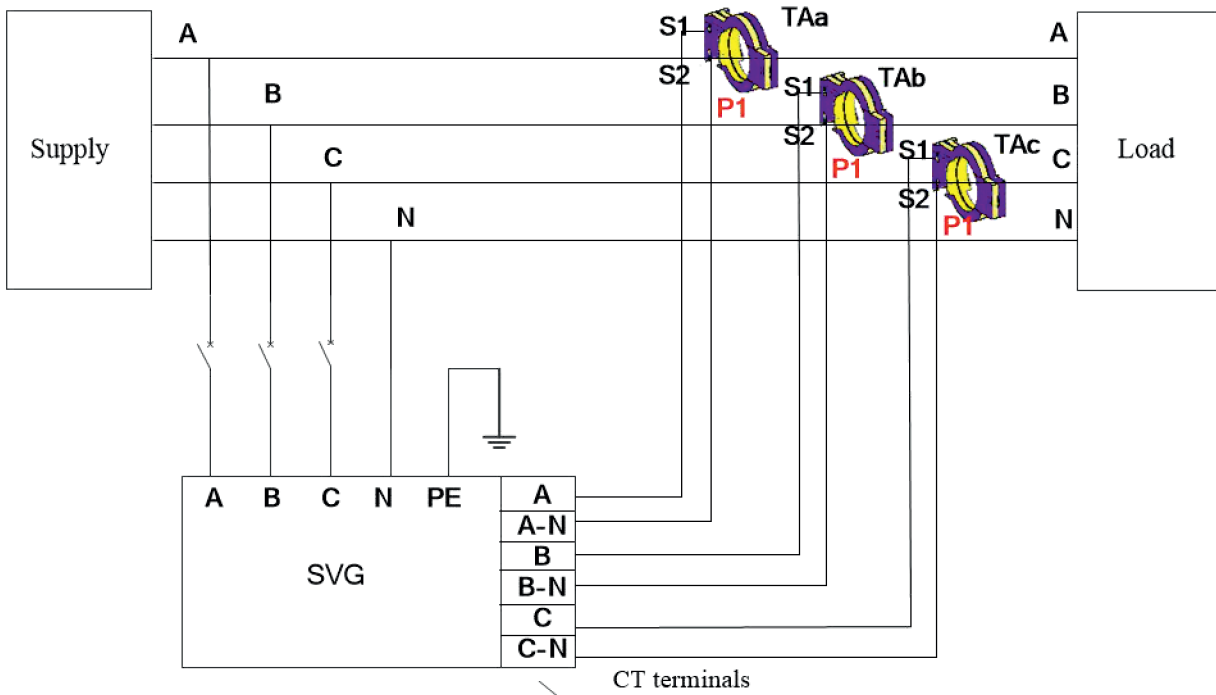 A
S1
TAa
A
S2
B
P1
S1
TAb
B
Supply
S2
C
P1
S1
TAc
C
Load
S2
N
P1
N
A B C N PE
A
A-N
B
SVG
B-N
C
C-N
CT terminals